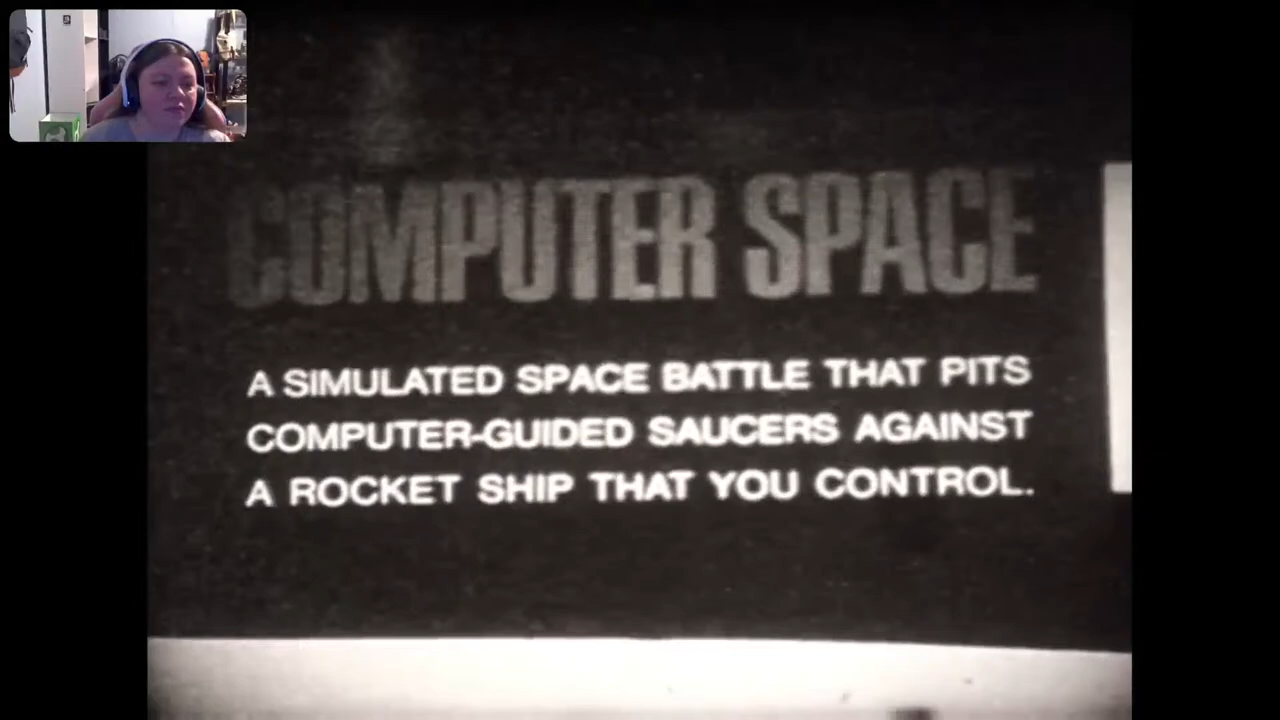 COMPUTER SPACE
A SIMULATED SPACE BATTLE THAT PITS
COMPUTER-GUIDED SAUCERS AGAINST
A ROCKET SHIP THAT YOU CONTROL.